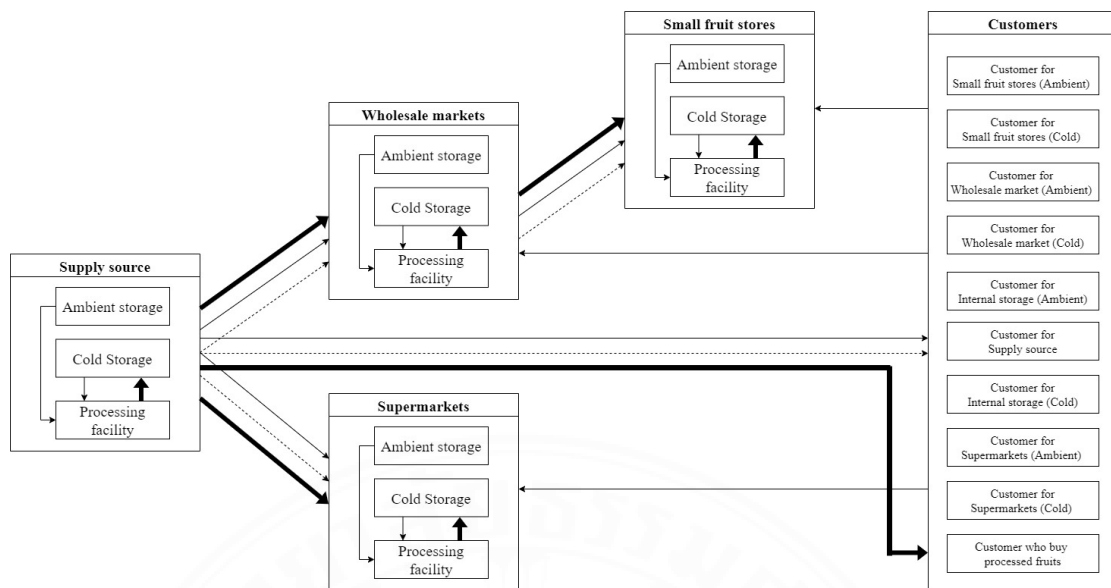 Small fruit stores
Ambient storage
Cold Storage
Processing
facility
Customers
Customer for
Small fruit stores (Ambient)
Customer for
Small fruit stores (Cold)
Customer for
Wholesale market (Ambient)
Customer for
Wholesale market (Cold)
Customer for
Internal storage (Ambient)
Customer for
Supply source
Customer for
Internal storage (Cold)
Customer for
Supermarkets (Ambient)
Customer for
Supermarkets (Cold)
Customer who buy
processed fruits
Wholesale markets
Ambient storage
Cold Storage
Processing
facility
Supply source
Ambient storage
Cold Storage
Processing
facility
Supermarkets
Ambient storage
Cold Storage
Processing
facility